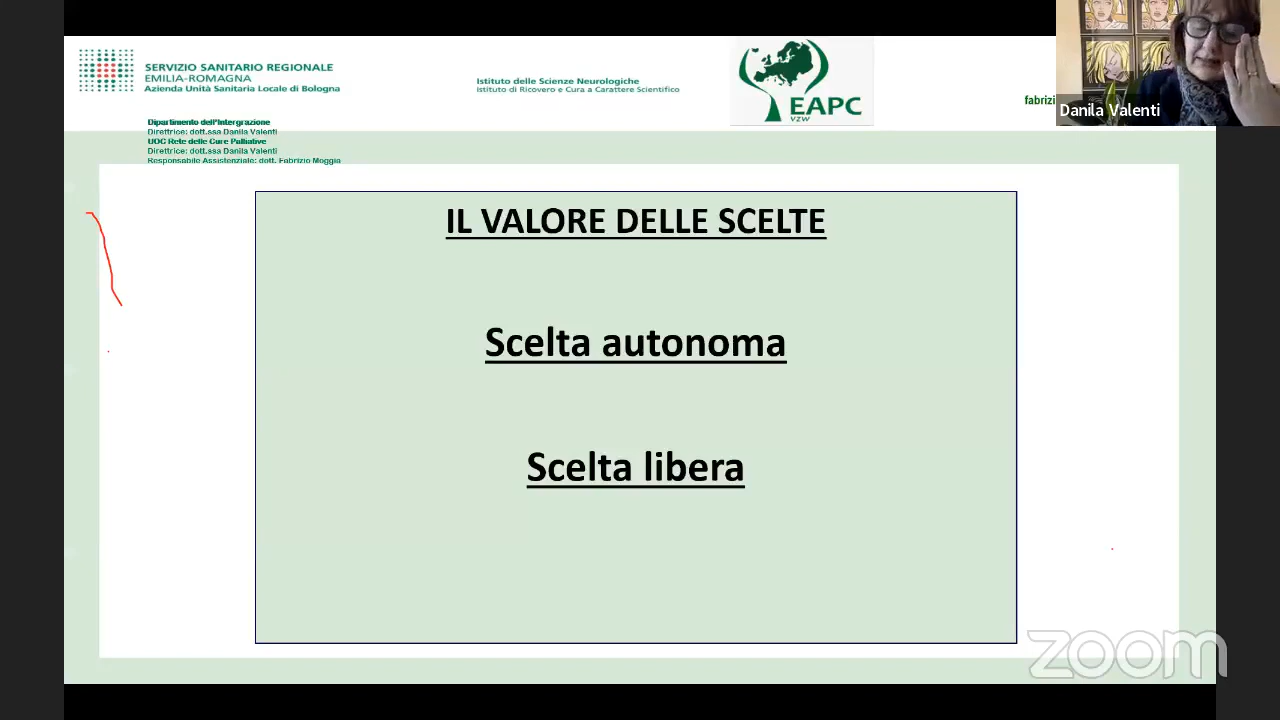 SERVIZIO SANITARIO REGIONALE
EMILIA-ROMAGNA
Azienda Unità Sanitaria Locale di Bologna
Istituto delle Scienze Neurologiche
Istituto di Ricovero e Cura a Carattere Scientifico
EAPC
VZW
fabrizi
Danila Valenti
Dipartimento dell'Intergrazione
Direttrice: dott.ssa Danila Valenti
UOC Rete delle Cure Palliative
Direttrice: dott.ssa Danila Valenti
Responsabile Assistenziale: dott. Fabrizio Moggia
IL VALORE DELLE SCELTE
Scelta autonoma
Scelta libera
zoom